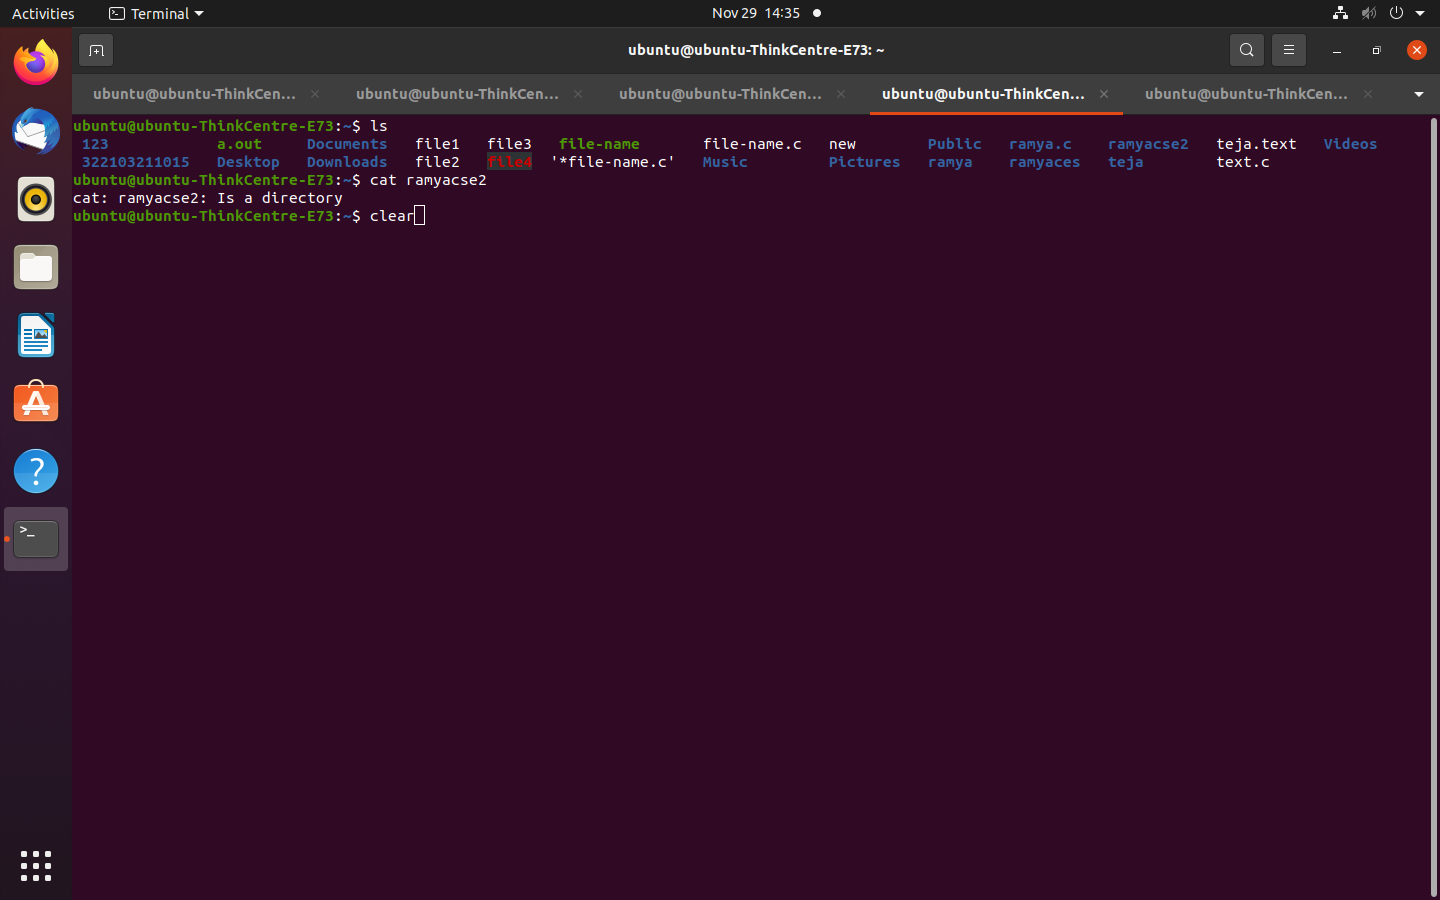 Activities Terminal Nov 29 14:35
ubuntu@ubuntu-ThinkCentre-E73: ~
ubuntu@ubuntu-ThinkCen... ubuntu@ubuntu-ThinkCen... ubuntu@ubuntu-ThinkCen... ubuntu@ubuntu-ThinkCen... ubuntu@ubuntu-ThinkCen...
ubuntu@ubuntu-ThinkCentre-E73:~$ ls
123 a.out Documents file1 file3 file-name file-name.c new Public ramya.c ramyacse2 teja.text Videos
322103211015 Desktop Downloads file2 file4 '*file-name.c' Music Pictures ramya ramyaces teja text.c
ubuntu@ubuntu-ThinkCentre-E73:~$ cat ramyacse2
cat: ramyacse2: Is a directory
ubuntu@ubuntu-ThinkCentre-E73:~$ clear